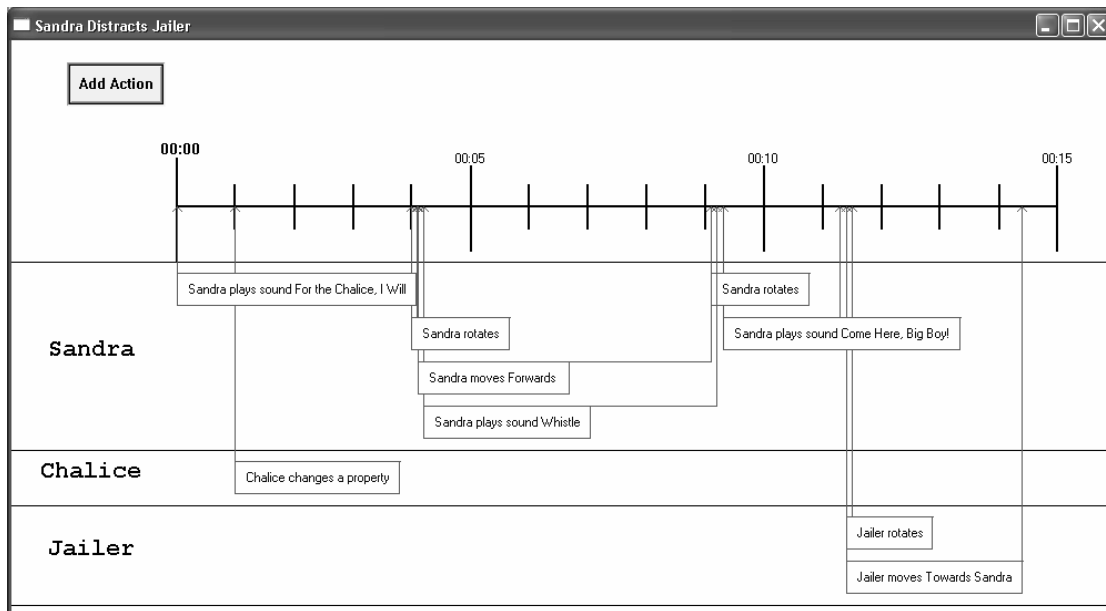 Sandra Distracts Jailer
Add Action
00:00
00:05
00:10
00:15
Sandra plays sound For the Chalice, I Will
Sandra rotates
Sandra
Sandra rotates
Sandra plays sound Come Here, Big Boy!
Sandra moves Forwards
Sandra plays sound Whistle
Chalice
Chalice changes a property
Jailer rotates
Jailer
Jailer moves Towards Sandra